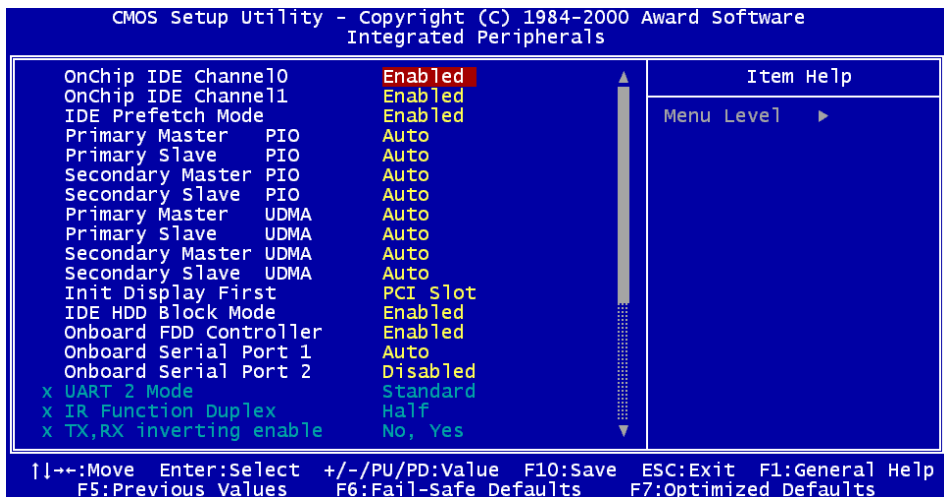 CMOS Setup Utility - Copyright (C) 1984-2000 Award Software
Integrated Peripherals
OnChip IDE Channel0 Enabled
OnChip IDE Channel1 Enabled
IDE Prefetch Mode Enabled
Primary Master PIO Auto
Primary Slave PIO Auto
Secondary Master PIO Auto
Secondary Slave PIO Auto
Primary Master UDMA Auto
Primary Slave UDMA Auto
Secondary Master UDMA Auto
Secondary Slave UDMA Auto
Init Display First PCI Slot
IDE HDD Block Mode Enabled
Onboard FDD Controller Enabled
Onboard Serial Port 1 Auto
Onboard Serial Port 2 Disabled
x UART 2 Mode Standard
x IR Function Duplex Half
x TX,RX inverting enable No, Yes
Item Help
Menu Level ►
↑↓→←:Move Enter:Select +/-/PU/PD:Value F10:Save ESC:Exit F1:General Help
F5:Previous Values F6:Fail-Safe Defaults F7:Optimized Defaults